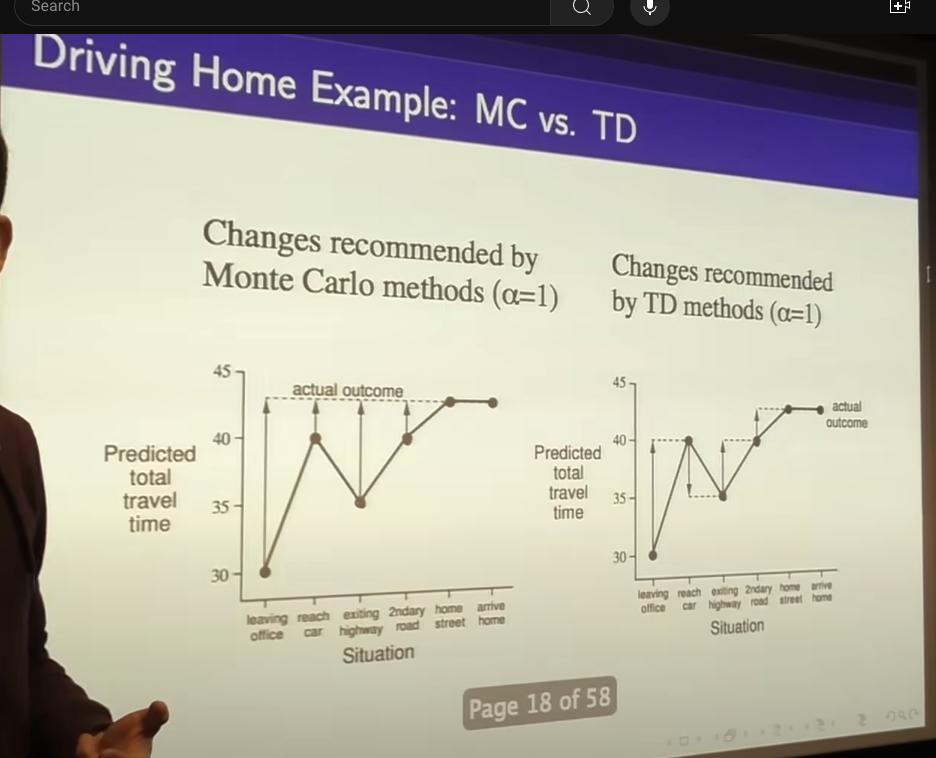 Search
Driving Home Example: MC vs. TD
Changes recommended by
Monte Carlo methods (α=1)
Changes recommended
by TD methods (α=1)
45
actual outcome
40
35
30
Predicted
total
travel
time
leaving
office
reach
car
exiting
highway
2ndary
road
home
street
arrive
home
Situation
45
40
35
30
actual
outcome
Predicted
total
travel
time
leaving
office
reach
car
exiting
highway
2ndary
road
home
street
arrive
home
Situation
Page 18 of 58